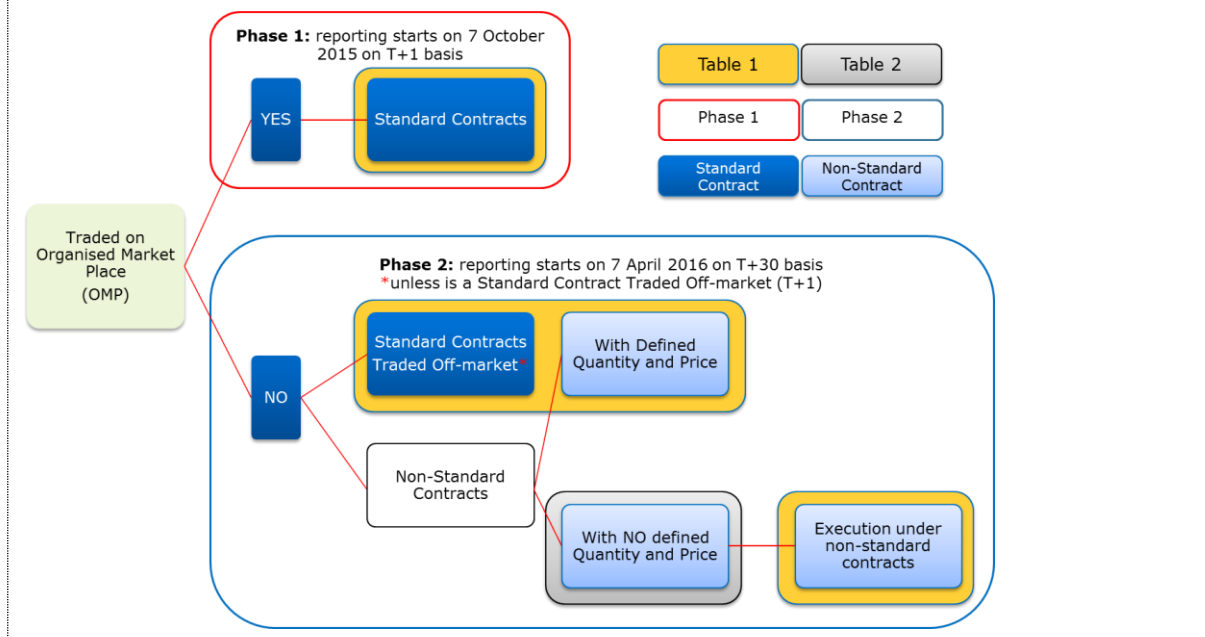 Phase 1: reporting starts on 7 October
2015 on T+1 basis
YES
Standard Contracts
Table 1
Table 2
Phase 1
Phase 2
Standard
Contract
Non-Standard
Contract
Traded on
Organised Market
Place
(OMP)
Phase 2: reporting starts on 7 April 2016 on T+30 basis
*unless is a Standard Contract Traded Off-market (T+1)
NO
Standard Contracts
Traded Off-market*
With Defined
Quantity and Price
Non-Standard
Contracts
With NO defined
Quantity and Price
Execution under
non-standard
contracts